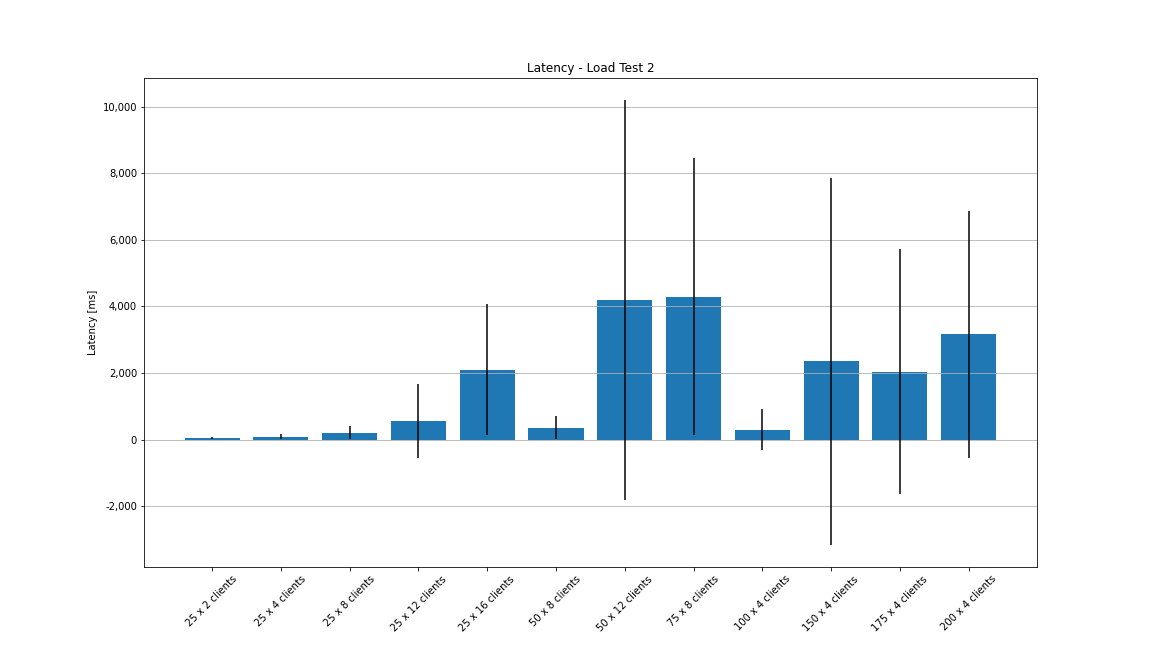 Latency - Load Test 2
Latency [ms]
10,000
8,000
6,000
4,000
2,000
0
-2,000
25 x 2 clients
25 x 4 clients
25 x 8 clients
25 x 12 clients
25 x 16 clients
50 x 8 clients
50 x 12 clients
75 x 8 clients
100 x 4 clients
150 x 4 clients
175 x 4 clients
200 x 4 clients